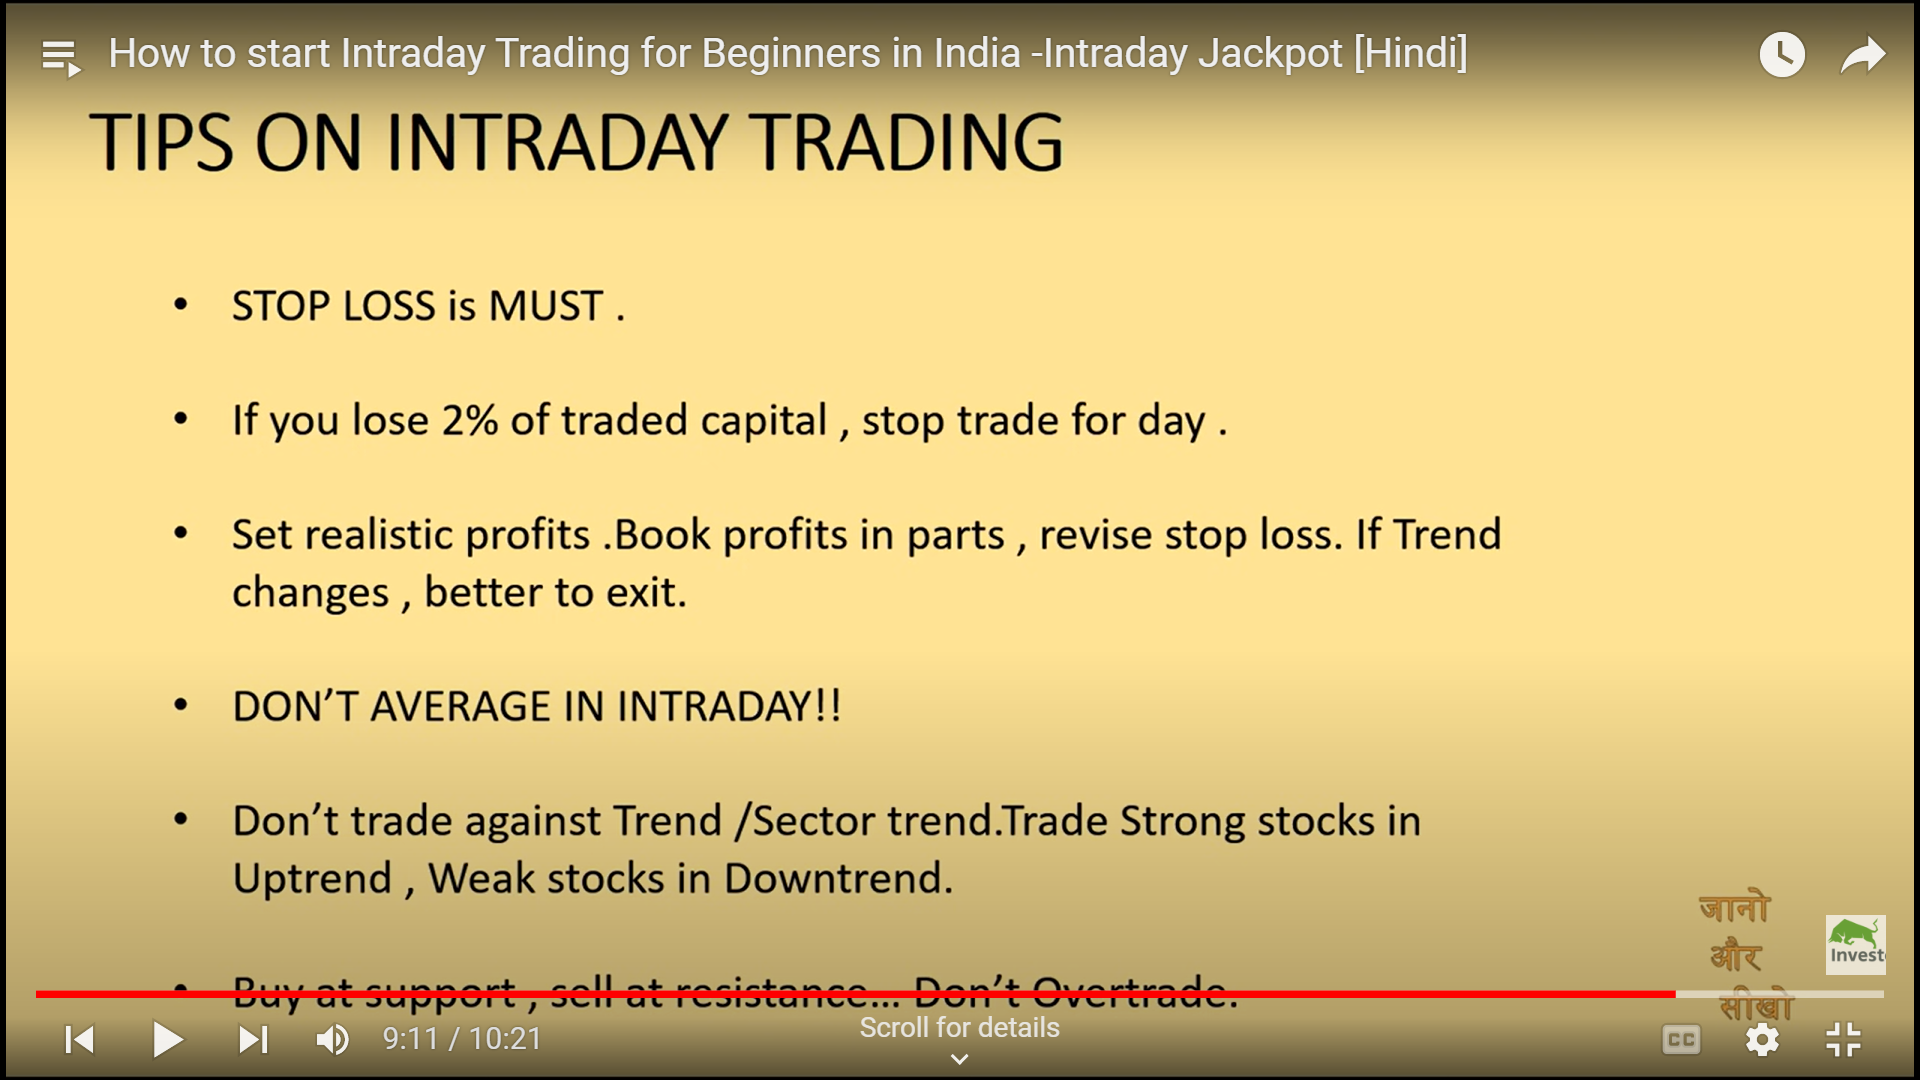 How to start Intraday Trading for Beginners in India -Intraday Jackpot [Hindi]
TIPS ON INTRADAY TRADING
• STOP LOSS is MUST .
• If you lose 2% of traded capital , stop trade for day .
• Set realistic profits .Book profits in parts , revise stop loss. If Trend
changes , better to exit.
• DON’T AVERAGE IN INTRADAY!!
• Don’t trade against Trend /Sector trend.Trade Strong stocks in
Uptrend , Weak stocks in Downtrend.
• Buy at support , sell at resistance... Don’t Overtrade.
जानो
और
सीखो
Invest
9:11 / 10:21
Scroll for details
CC